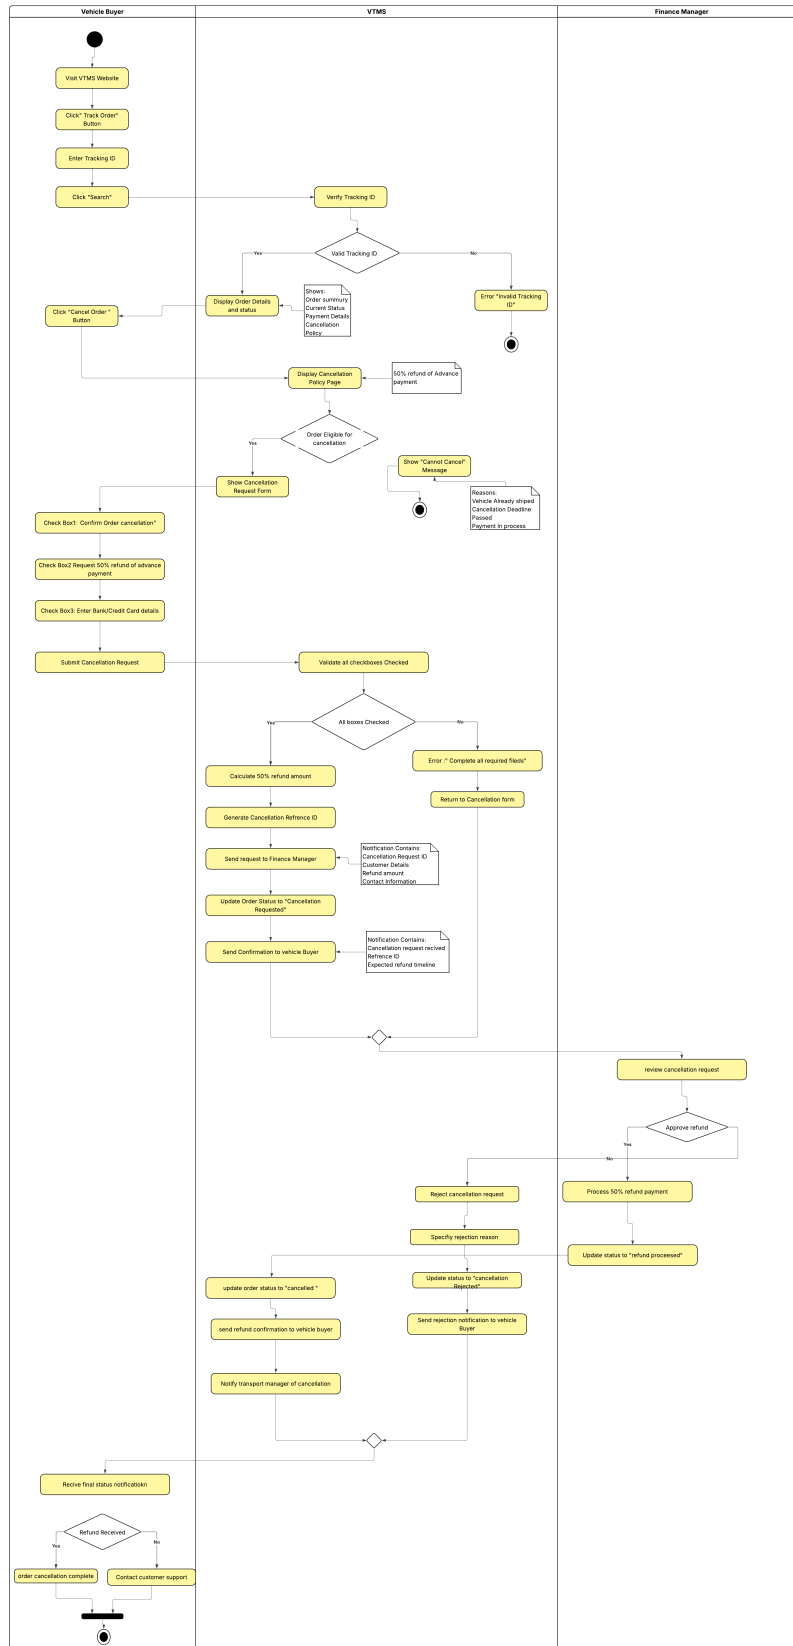 Vehicle Buyer
VTMS
Finance Manager
Visit VTMS Website
Click" Track Order"
Button
Enter Tracking ID
Click "Search"
Verify Tracking ID
Valid Tracking ID
Yes
No
Display Order Details
and status
Shows:
Order summury
Current Status
Payment Details
Cancellation
Policy
Error "Invalid Tracking
ID"
Click "Cancel Order "
Button
Display Cancellation
Policy Page
50% refund of Advance
payment
Order Eligible for
cancellation
Yes
Show Cancellation
Request Form
Show "Cannot Cancel"
Message
Reasons:
Vehicle Already shiped
Cancellation Deadline
Passed
Payment In process
Check Box1:  Confirm Order cancellation"
Check Box2 Request 50% refund of advance
payment
Check Box3: Enter Bank/Credit Card details
Submit Cancellation Request
Validate all checkboxes Checked
All boxes Checked
Yes
No
Calculate 50% refund amount
Error :" Complete all required fileds"
Return to Cancellation form
Generate Cancellation Refrence ID
Send request to Finance Manager
Notification Contains:
Cancellation Request ID
Customer Details
Refund amount
Contact Information
Update Order Status to "Cancellation
Requested"
Send Confirmation to vehicle Buyer
Notification Contains:
Cancellation request recived
Refrence ID
Expected refund timeline
review cancellation request
Approve refund
Yes
No
Reject cancellation request
Process 50% refund payment
Specifiy rejection reason
Update status to "refund proceesed"
update order status to "cancelled "
Update status to "cancellation
Rejected"
send refund confirmation to vehicle buyer
Send rejection notification to vehicle
Buyer
Notify transport manager of cancellation
Recive final status notificatiokn
Refund Received
Yes
No
order cancellation complete
Contact customer support